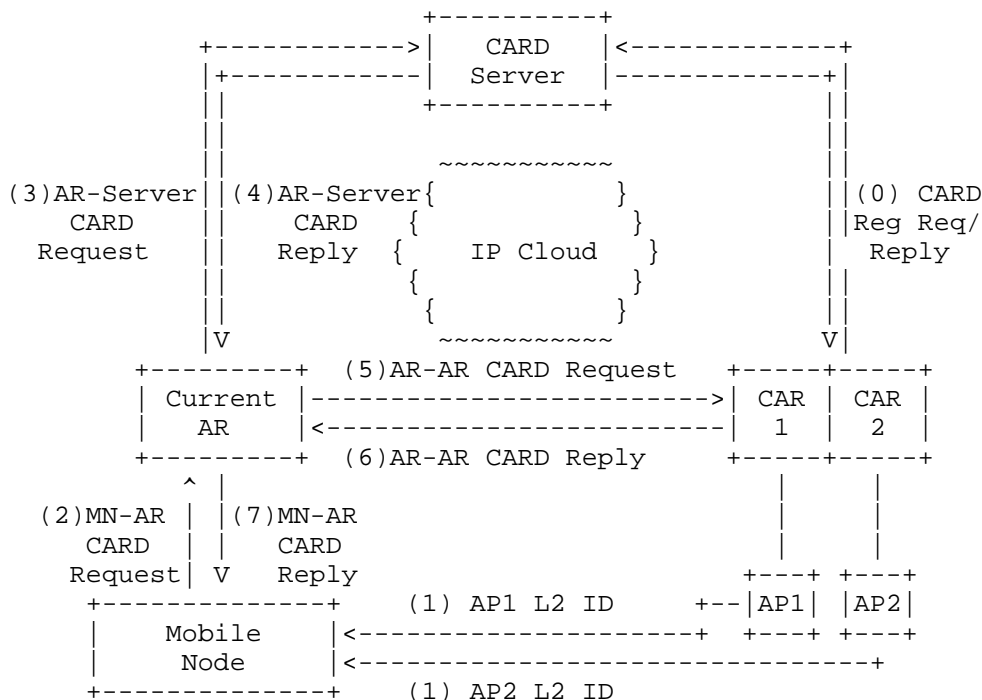 CARD
Server
(3)AR-Server (4)AR-Server (0) CARD
CARD CARD Reg Req/
Request Reply IP Cloud Reply
V V
(5)AR-AR CARD Request
Current CAR CAR
AR 1 2
(6)AR-AR CARD Reply
(2)MN-AR (7)MN-AR
CARD CARD
Request V Reply
(1) AP1 L2 ID AP1 AP2
Mobile
Node
(1) AP2 L2 ID